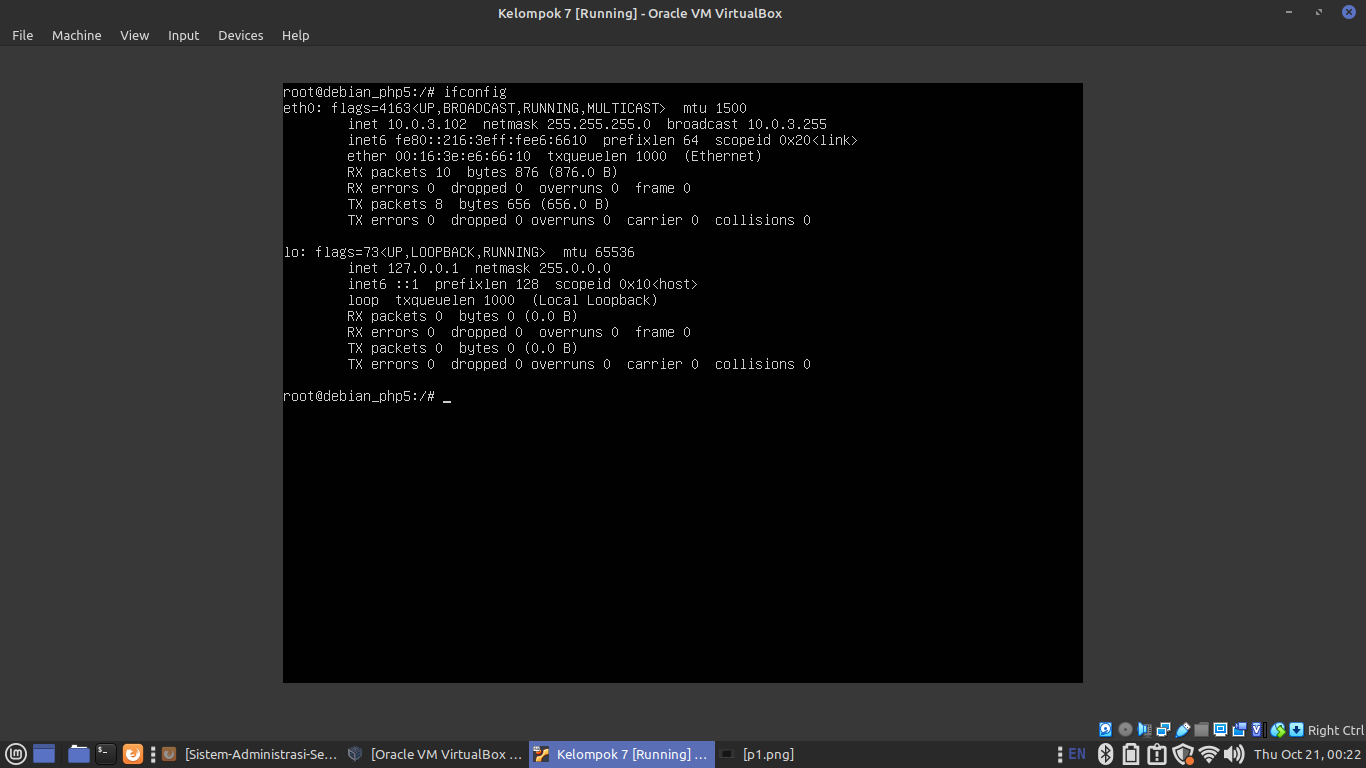 Kelompok 7 [Running] - Oracle VM VirtualBox
File Machine View Input Devices Help
root@debian_php5:/# ifconfig
eth0: flags=4163<UP,BROADCAST,RUNNING,MULTICAST>  mtu 1500
        inet 10.0.3.102  netmask 255.255.255.0  broadcast 10.0.3.255
        inet6 fe80::216:3eff:fee6:6610  prefixlen 64  scopeid 0x20<link>
        ether 00:16:3e:e6:66:10  txqueuelen 1000  (Ethernet)
        RX packets 10  bytes 876 (876.0 B)
        RX errors 0  dropped 0  overruns 0  frame 0
        TX packets 8  bytes 656 (656.0 B)
        TX errors 0  dropped 0 overruns 0  carrier 0  collisions 0
lo: flags=73<UP,LOOPBACK,RUNNING>  mtu 65536
        inet 127.0.0.1  netmask 255.0.0.0
        inet6 ::1  prefixlen 128  scopeid 0x10<host>
        loop  txqueuelen 1000  (Local Loopback)
        RX packets 0  bytes 0 (0.0 B)
        RX errors 0  dropped 0  overruns 0  frame 0
        TX packets 0  bytes 0 (0.0 B)
        TX errors 0  dropped 0 overruns 0  carrier 0  collisions 0
root@debian_php5:/# _
Right Ctrl
[Sistem-Administrasi-Se... [Oracle VM VirtualBox ... Kelompok 7 [Running] ... [p1.png] EN Thu Oct 21, 00:22